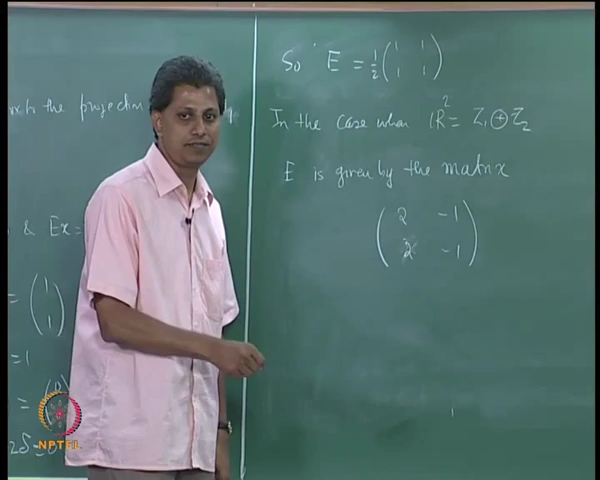 the projection
& Ex =
= ( 1
1 )
= 1
=
2δ =
So E = 1/2 ( 1 1
1 1 )
In the case when ℝ² = Z₁ ⊕ Z₂
E is given by the matrix
( 2 -1
2 -1 )
NPTEL